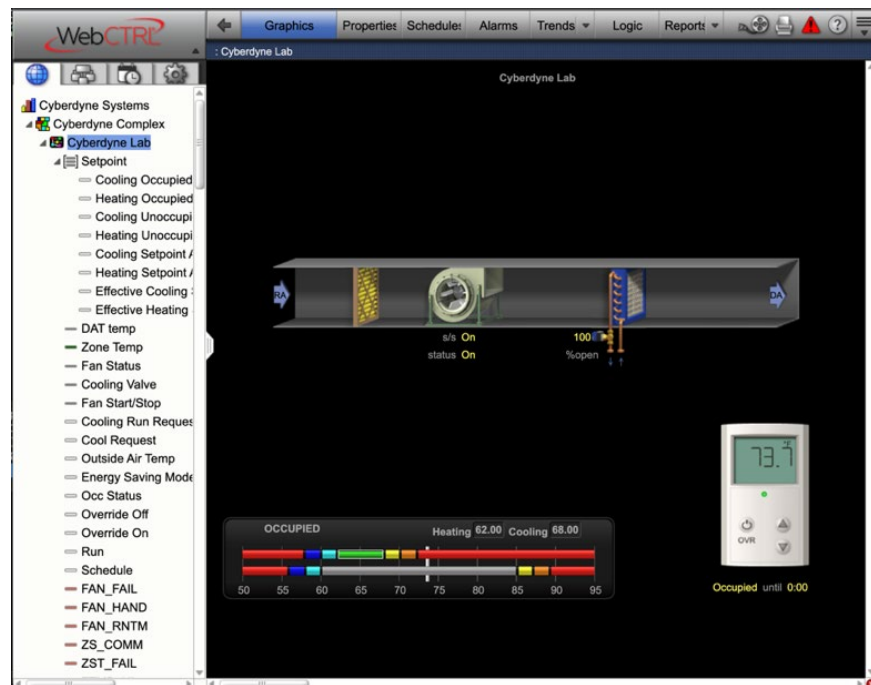 WebCTRL
Graphics Properties Schedules Alarms Trends Logic Reports
: Cyberdyne Lab
Cyberdyne Lab
Cyberdyne Systems
Cyberdyne Complex
Cyberdyne Lab
Setpoint
Cooling Occupied
Heating Occupied
Cooling Unoccupi
Heating Unoccupi
Cooling Setpoint A
Heating Setpoint A
Effective Cooling
Effective Heating
DAT temp
Zone Temp
Fan Status
Cooling Valve
Fan Start/Stop
Cooling Run Reques
Cool Request
Outside Air Temp
Energy Saving Mode
Occ Status
Override Off
Override On
Run
Schedule
FAN_FAIL
FAN_HAND
FAN_RNTM
ZS_COMM
ZST_FAIL
RA
DA
s/s On
status On
100
%open
73.7 °F
OVR
Occupied until 0:00
OCCUPIED Heating 62.00 Cooling 68.00
50 55 60 65 70 75 80 85 90 95